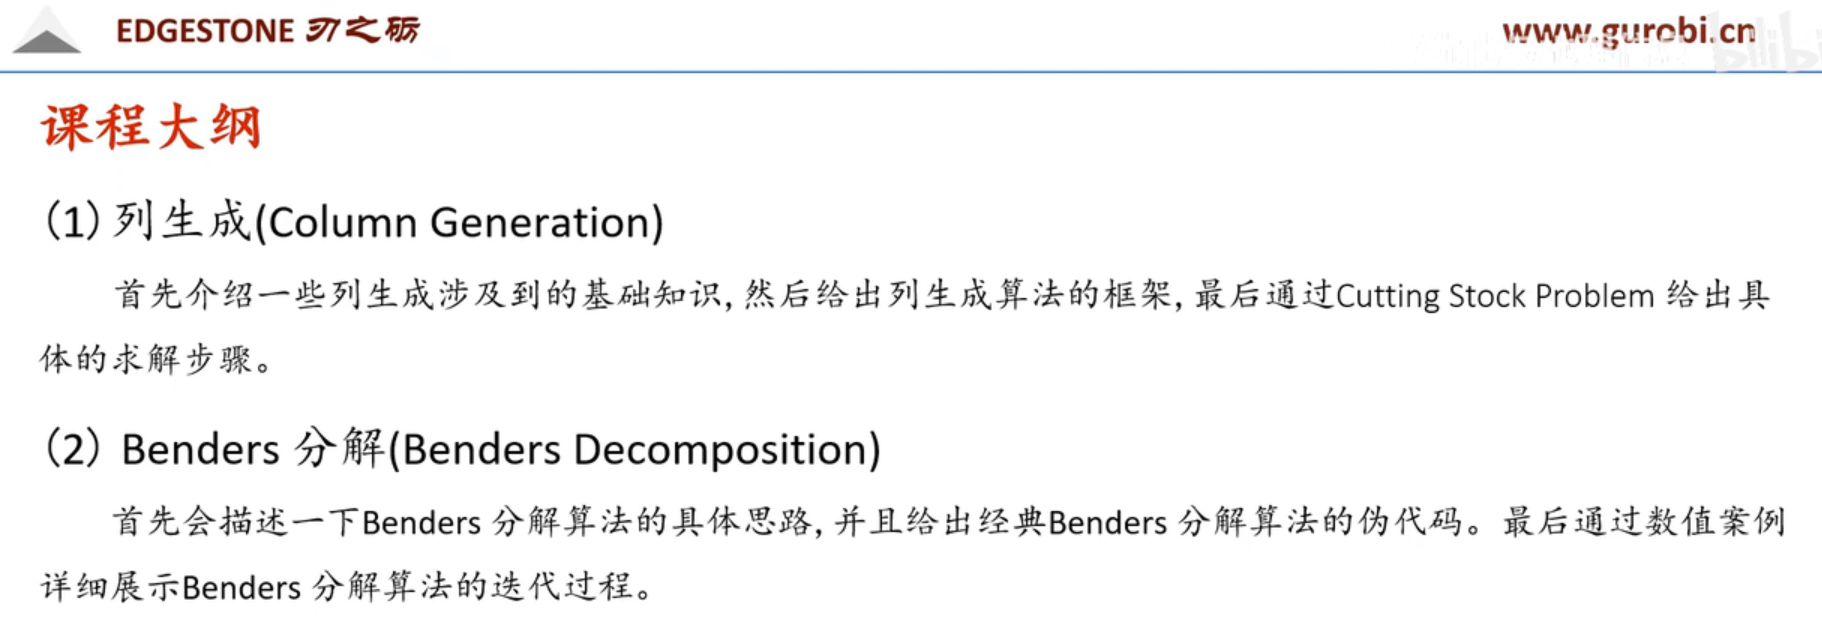 EDGESTONE 刃之砺
www.gurobi.cn
bilibi
课程大纲
(1) 列生成(Column Generation)
首先介绍一些列生成涉及到的基础知识, 然后给出列生成算法的框架, 最后通过Cutting Stock Problem 给出具
体的求解步骤。
(2) Benders 分解(Benders Decomposition)
首先会描述一下Benders 分解算法的具体思路, 并且给出经典Benders 分解算法的伪代码。最后通过数值案例
详细展示Benders 分解算法的迭代过程。